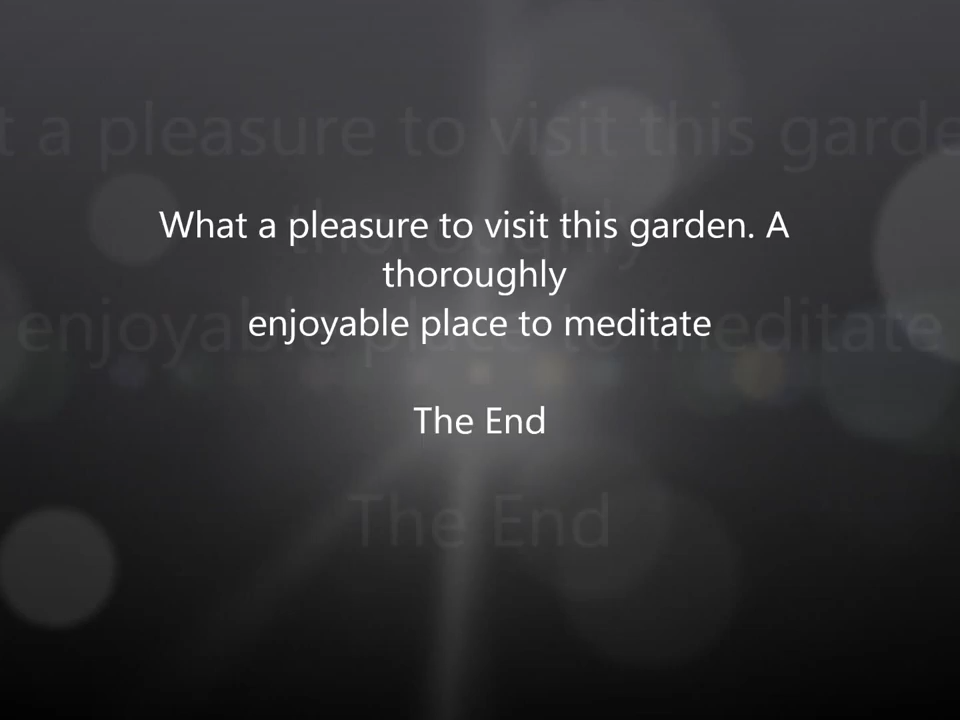 What a pleasure to visit this garden. A
thoroughly
enjoyable place to meditate
The End